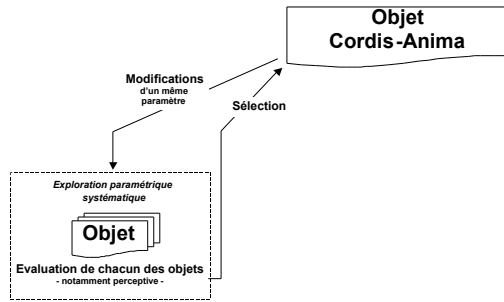 Objet
Cordis-Anima
Modifications
d'un même
paramètre
Sélection
Exploration paramétrique
systématique
Objet
Evaluation de chacun des objets
- notamment perceptive -